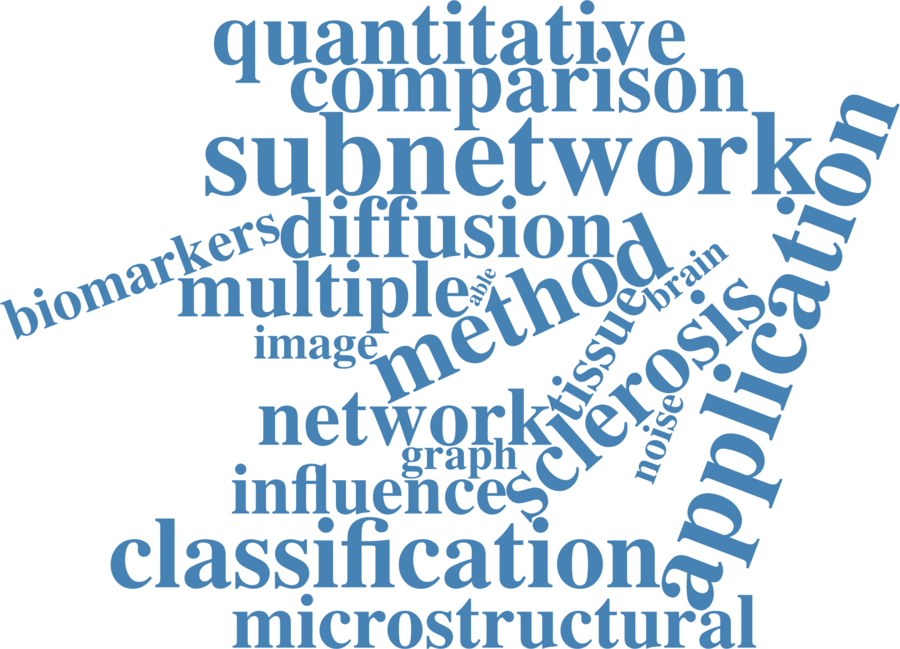 quantitative
comparison
subnetwork
application
diffusion
biomarkers
multiple
able
method
brain
image
tissue
sclerosis
network
noise
graph
influence
classification
microstructural